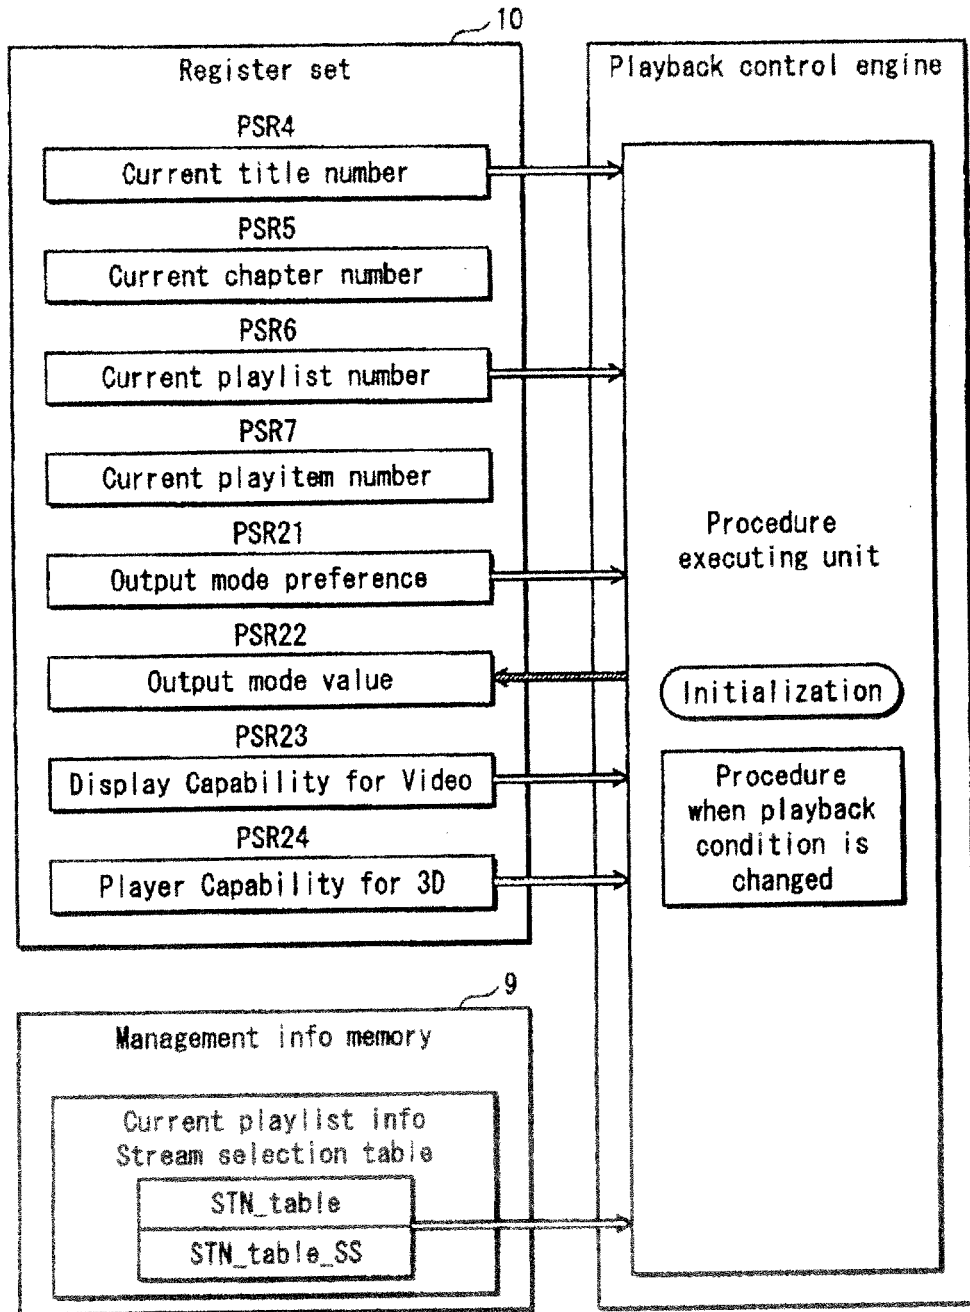 10
Register set
PSR4
Current title number
PSR5
Current chapter number
PSR6
Current playlist number
PSR7
Current playitem number
PSR21
Output mode preference
PSR22
Output mode value
PSR23
Display Capability for Video
PSR24
Player Capability for 3D
Playback control engine
Procedure
executing unit
Initialization
Procedure
when playback
condition is
changed
9
Management info memory
Current playlist info
Stream selection table
STN_table
STN_table_SS